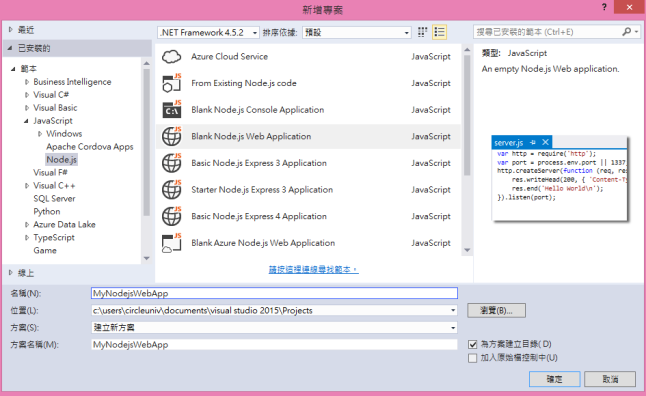 新增專案
? ×
最近
已安裝的
.NET Framework 4.5.2 排序依據: 預設
搜尋已安裝的範本 (Ctrl+E)
範本
Business Intelligence
Visual C#
Visual Basic
JavaScript
Windows
Apache Cordova Apps
Node.js
Visual F#
Visual C++
SQL Server
Python
Azure Data Lake
TypeScript
Game
線上
Azure Cloud Service JavaScript
From Existing Node.js code JavaScript
Blank Node.js Console Application JavaScript
Blank Node.js Web Application JavaScript
Basic Node.js Express 3 Application JavaScript
Starter Node.js Express 3 Application JavaScript
Basic Node.js Express 4 Application JavaScript
Blank Azure Node.js Web Application JavaScript
請按這裡連線尋找範本。
類型: JavaScript
An empty Node.js Web application.
server.js
var http = require('http');
var port = process.env.port || 1337
http.createServer(function (req, res
res.writeHead(200, { 'Content-Ty
res.end('Hello World\n');
}).listen(port);
名稱(N): MyNodejsWebApp
位置(L): c:\users\circleuniv\documents\visual studio 2015\Projects 瀏覽(B)...
方案(S): 建立新方案
方案名稱(M): MyNodejsWebApp
為方案建立目錄(D)
加入原始檔控制中(U)
確定 取消